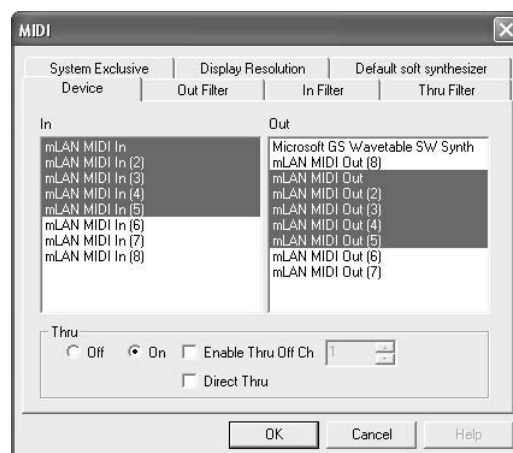 MIDI
System Exclusive
Display Resolution
Default soft synthesizer
Device
Out Filter
In Filter
Thru Filter
In
mLAN MIDI In
mLAN MIDI In (2)
mLAN MIDI In (3)
mLAN MIDI In (4)
mLAN MIDI In (5)
mLAN MIDI In (6)
mLAN MIDI In (7)
mLAN MIDI In (8)
Out
Microsoft GS Wavetable SW Synth
mLAN MIDI Out (8)
mLAN MIDI Out
mLAN MIDI Out (2)
mLAN MIDI Out (3)
mLAN MIDI Out (4)
mLAN MIDI Out (5)
mLAN MIDI Out (6)
mLAN MIDI Out (7)
Thru
Off
On
Enable Thru Off Ch
1
Direct Thru
OK
Cancel
Help